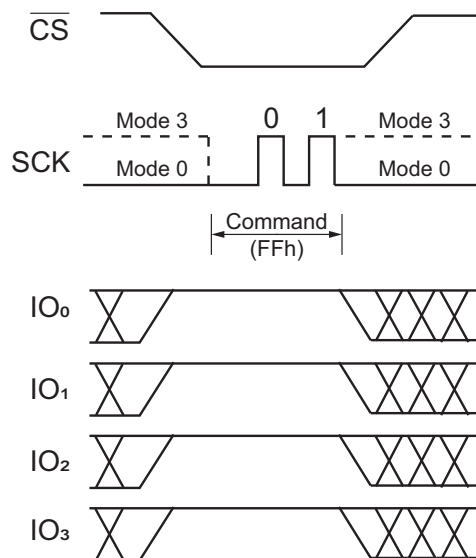 CS
0 1
Mode 3 Mode 3
SCK
Mode 0 Mode 0
Command
(FFh)
IO₀
IO₁
IO₂
IO₃